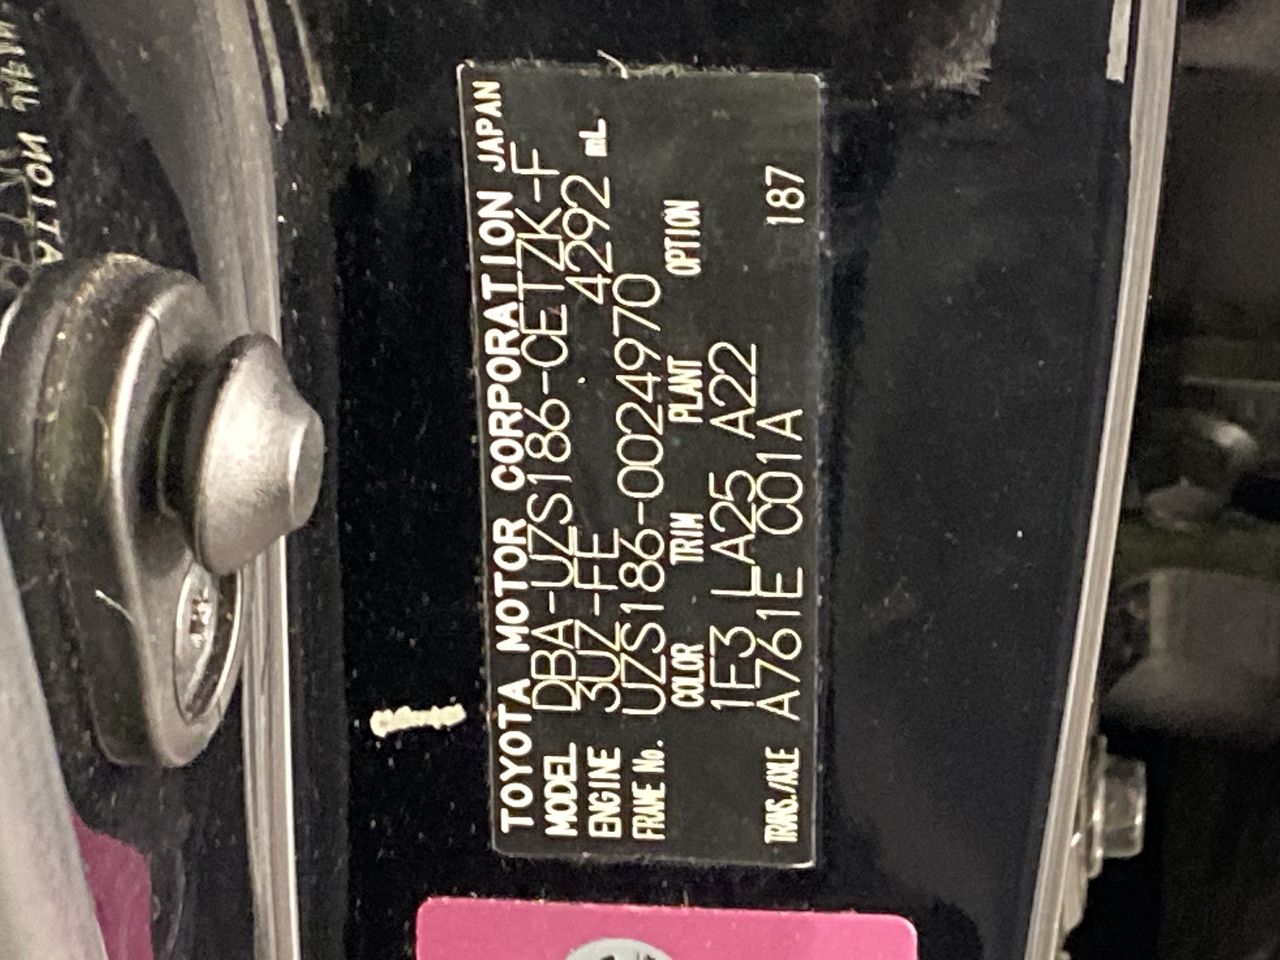 TOYOTA MOTOR CORPORATION JAPAN
MODEL DBA-UZS186-CETZK-F
ENGINE 3UZ-FE 4292 mL
FRAME No. UZS186-0024970
COLOR TRIM PLANT OPTION
1F3 LA25 A22
TRANS./AXLE A761E C01A 187